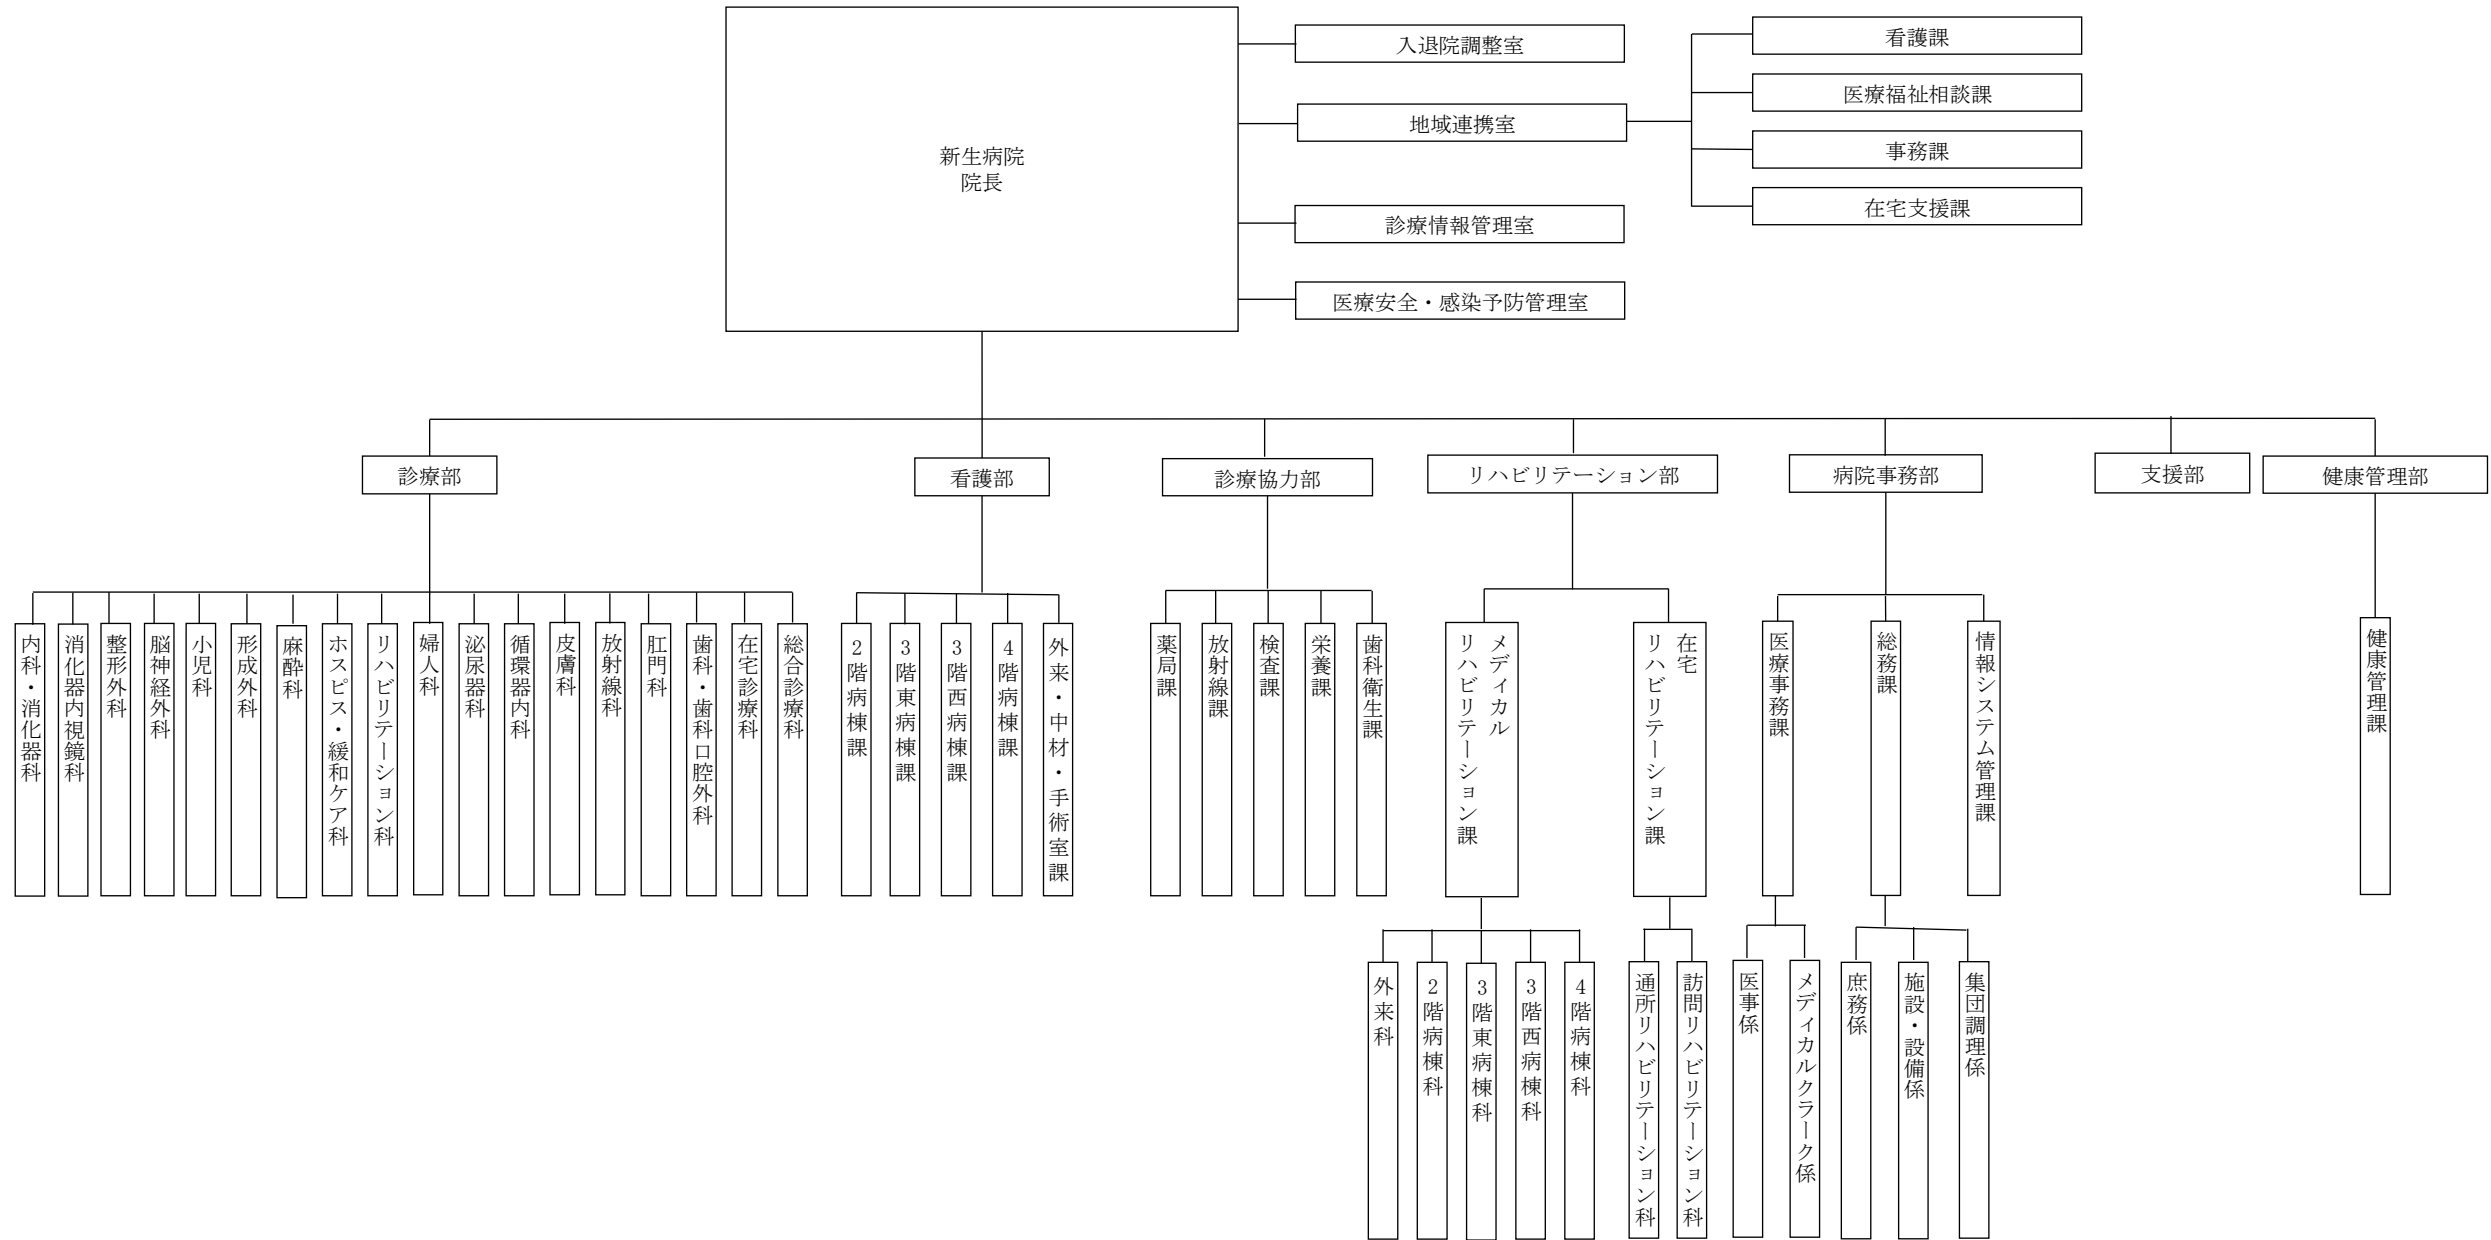 新生病院
院長
入退院調整室
地域連携室
診療情報管理室
医療安全・感染予防管理室
看護課
医療福祉相談課
事務課
在宅支援課
診療部
看護部
診療協力部
リハビリテーション部
病院事務部
支援部
健康管理部
内科・消化器科
消化器内視鏡科
整形外科
脳神経外科
小児科
形成外科
麻酔科
ホスピス・緩和ケア科
リハビリテーション科
婦人科
泌尿器科
循環器内科
皮膚科
放射線科
肛門科
歯科・歯科口腔外科
在宅診療科
総合診療科
2階病棟課
3階東病棟課
3階西病棟課
4階病棟課
外来・中材・手術室課
薬局課
放射線課
検査課
栄養課
歯科衛生課
メディカル
リハビリテーション課
在宅
リハビリテーション課
医療事務課
総務課
情報システム管理課
健康管理課
外来科
2階病棟科
3階東病棟科
3階西病棟科
4階病棟科
通所リハビリテーション科
訪問リハビリテーション科
医事係
メディカルクラーク係
庶務係
施設・設備係
集団調理係